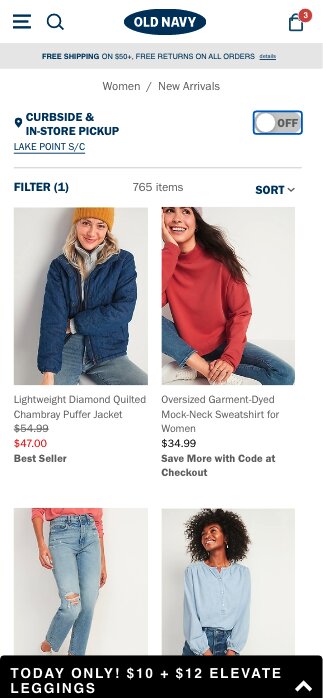 OLD NAVY
3
FREE SHIPPING ON $50+, FREE RETURNS ON ALL ORDERS details
Women / New Arrivals
CURBSIDE &
IN-STORE PICKUP
OFF
LAKE POINT S/C
FILTER (1)
765 items
SORT
Lightweight Diamond Quilted
Chambray Puffer Jacket
$54.99
$47.00
Best Seller
Oversized Garment-Dyed
Mock-Neck Sweatshirt for
Women
$34.99
Save More with Code at
Checkout
TODAY ONLY! $10 + $12 ELEVATE
LEGGINGS